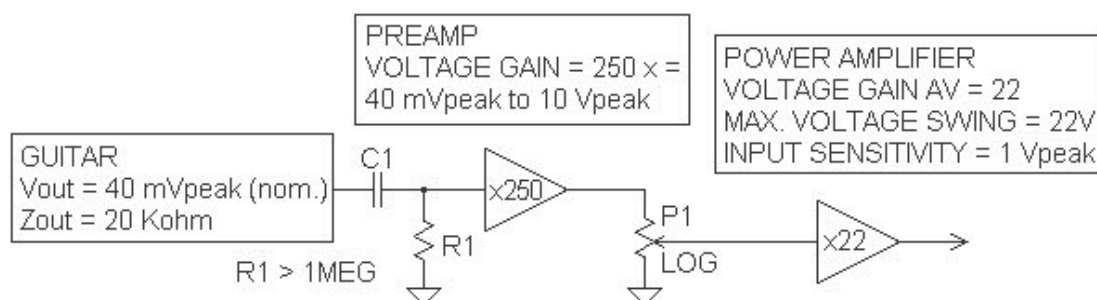 PREAMP
VOLTAGE GAIN = 250 x =
40 mVpeak to 10 Vpeak
POWER AMPLIFIER
VOLTAGE GAIN AV = 22
MAX. VOLTAGE SWING = 22V
INPUT SENSITIVITY = 1 Vpeak
GUITAR
Vout = 40 mVpeak (nom.)
Zout = 20 Kohm
C1
x250
R1
R1 > 1MEG
P1
LOG
x22